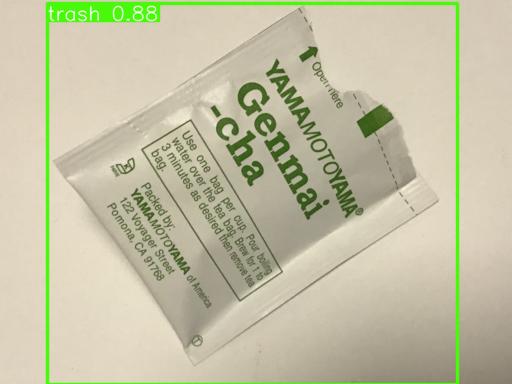 trash 0.88
Open Here
YAMAMOTOYAMA®
Genmai
-cha
Use one bag per cup. Pour boiling
water over the tea bag. Brew for 1 to
3 minutes as desired then remove tea
bag.
Packed by:
YAMAMOTOYAMA of America
122 Voyager Street
Pomona, CA 91768